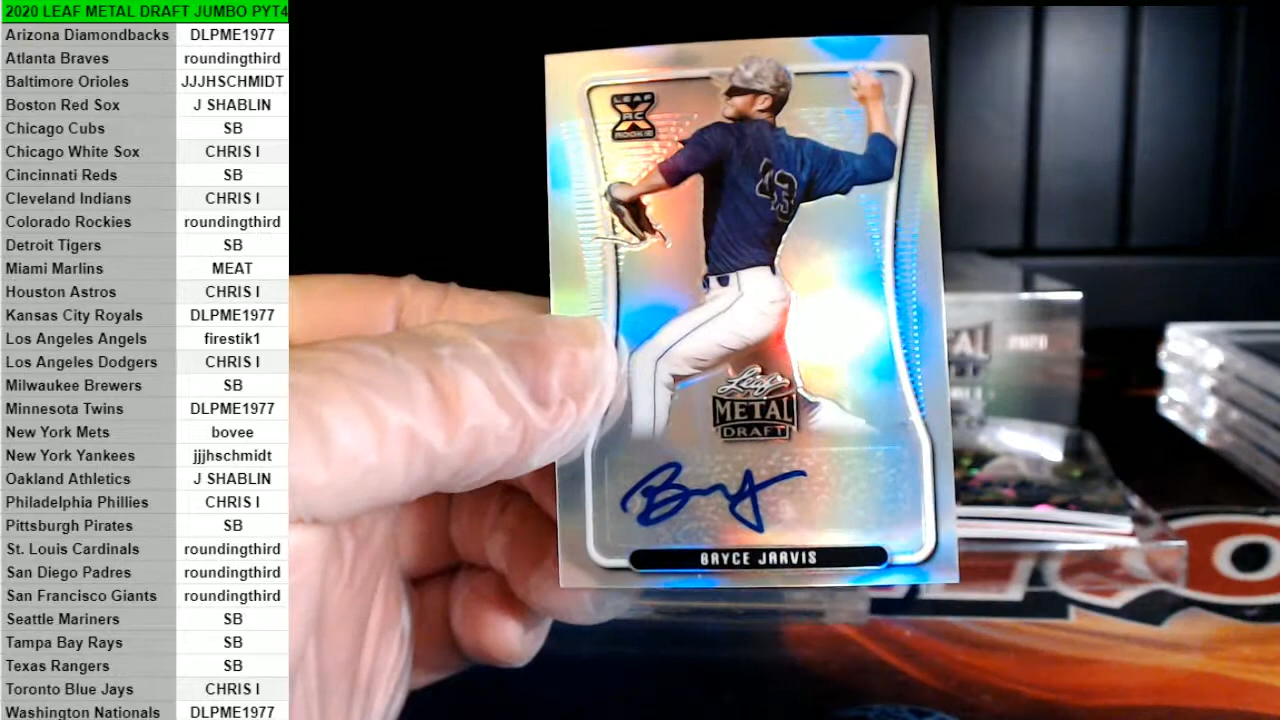 2020 LEAF METAL DRAFT JUMBO PYT4
Arizona Diamondbacks DLPME1977
Atlanta Braves roundingthird
Baltimore Orioles JJJHSCHMIDT
Boston Red Sox J SHABLIN
Chicago Cubs SB
Chicago White Sox CHRIS I
Cincinnati Reds SB
Cleveland Indians CHRIS I
Colorado Rockies roundingthird
Detroit Tigers SB
Miami Marlins MEAT
Houston Astros CHRIS I
Kansas City Royals DLPME1977
Los Angeles Angels firestik1
Los Angeles Dodgers CHRIS I
Milwaukee Brewers SB
Minnesota Twins DLPME1977
New York Mets bovee
New York Yankees jjjhschmidt
Oakland Athletics J SHABLIN
Philadelphia Phillies CHRIS I
Pittsburgh Pirates SB
St. Louis Cardinals roundingthird
San Diego Padres roundingthird
San Francisco Giants roundingthird
Seattle Mariners SB
Tampa Bay Rays SB
Texas Rangers SB
Toronto Blue Jays CHRIS I
Washington Nationals DLPME1977
LEAF
RC
ROOKIE
43
Leaf
METAL
DRAFT
BRYCE JARVIS
2020